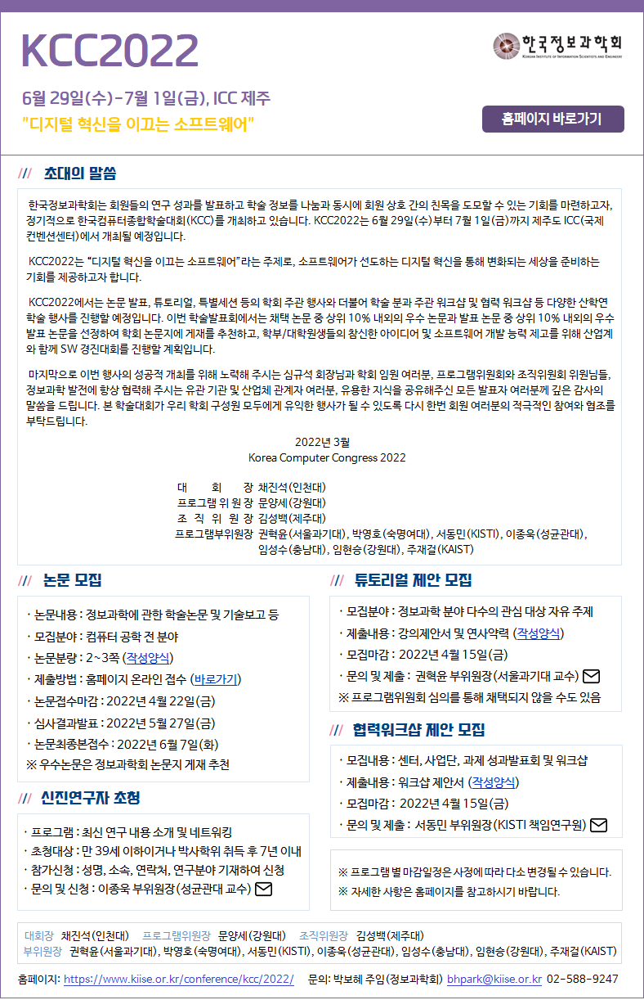 KCC2022
한국정보과학회
KOREAN INSTITUTE OF INFORMATION SCIENTISTS AND ENGINEERS
6월 29일(수)-7월 1일(금), ICC 제주
"디지털 혁신을 이끄는 소프트웨어"
홈페이지 바로가기
/// 초대의 말씀
한국정보과학회는 회원들의 연구 성과를 발표하고 학술 정보를 나눔과 동시에 회원 상호 간의 친목을 도모할 수 있는 기회를 마련하고자,
정기적으로 한국컴퓨터종합학술대회(KCC)를 개최하고 있습니다. KCC2022는 6월 29일(수)부터 7월 1일(금)까지 제주도 ICC(국제
컨벤션센터)에서 개최될 예정입니다.
KCC2022는 “디지털 혁신을 이끄는 소프트웨어”라는 주제로, 소프트웨어가 선도하는 디지털 혁신을 통해 변화되는 세상을 준비하는
기회를 제공하고자 합니다.
KCC2022에서는 논문 발표, 튜토리얼, 특별세션 등의 학회 주관 행사와 더불어 학술 분과 주관 워크샵 및 협력 워크샵 등 다양한 산학연
학술 행사를 진행할 예정입니다. 이번 학술발표회에서는 채택 논문 중 상위 10% 내외의 우수 논문과 발표 논문 중 상위 10% 내외의 우수
발표 논문을 선정하여 학회 논문지에 게재를 추천하고, 학부/대학원생들의 참신한 아이디어 및 소프트웨어 개발 능력 제고를 위해 산업계
와 함께 SW 경진대회를 진행할 계획입니다.
마지막으로 이번 행사의 성공적 개최를 위해 노력해 주시는 심규석 회장님과 학회 임원 여러분, 프로그램위원회와 조직위원회 위원님들,
정보과학 발전에 항상 협력해 주시는 유관 기관 및 산업체 관계자 여러분, 유용한 지식을 공유해주신 모든 발표자 여러분께 깊은 감사의
말씀을 드립니다. 본 학술대회가 우리 학회 구성원 모두에게 유익한 행사가 될 수 있도록 다시 한번 회원 여러분의 적극적인 참여와 협조를
부탁드립니다.
2022년 3월
Korea Computer Congress 2022
대 회 장 채진석(인천대)
프로그램 위 원 장 문양세(강원대)
조 직 위 원 장 김성백(제주대)
프로그램부위원장 권혁윤(서울과기대), 박영호(숙명여대), 서동민(KISTI), 이종욱(성균관대),
임성수(충남대), 임현승(강원대), 주재걸(KAIST)
/// 논문 모집
· 논문내용 : 정보과학에 관한 학술논문 및 기술보고 등
· 모집분야 : 컴퓨터 공학 전 분야
· 논문분량 : 2~3쪽 (작성양식)
· 제출방법 : 홈페이지 온라인 접수 (바로가기)
· 논문접수마감 : 2022년 4월 22일(금)
· 심사결과발표 : 2022년 5월 27일(금)
· 논문최종본접수 : 2022년 6월 7일(화)
※ 우수논문은 정보과학회 논문지 게재 추천
/// 신진연구자 초청
· 프로그램 : 최신 연구 내용 소개 및 네트워킹
· 초청대상 : 만 39세 이하이거나 박사학위 취득 후 7년 이내
· 참가신청 : 성명, 소속, 연락처, 연구분야 기재하여 신청
· 문의 및 신청 : 이종욱 부위원장(성균관대 교수)
/// 튜토리얼 제안 모집
· 모집분야 : 정보과학 분야 다수의 관심 대상 자유 주제
· 제출내용 : 강의제안서 및 연사약력 (작성양식)
· 모집마감 : 2022년 4월 15일(금)
· 문의 및 제출 : 권혁윤 부위원장(서울과기대 교수)
※ 프로그램위원회 심의를 통해 채택되지 않을 수도 있음
/// 협력워크샵 제안 모집
· 모집내용 : 센터, 사업단, 과제 성과발표회 및 워크샵
· 제출내용 : 워크샵 제안서 (작성양식)
· 모집마감 : 2022년 4월 15일(금)
· 문의 및 제출 : 서동민 부위원장(KISTI 책임연구원)
※ 프로그램 별 마감일정은 사정에 따라 다소 변경될 수 있습니다.
※ 자세한 사항은 홈페이지를 참고하시기 바랍니다.
대회장 채진석(인천대) 프로그램위원장 문양세(강원대) 조직위원장 김성백(제주대)
부위원장 권혁윤(서울과기대), 박영호(숙명여대), 서동민(KISTI), 이종욱(성균관대), 임성수(충남대), 임현승(강원대), 주재걸(KAIST)
홈페이지: https://www.kiise.or.kr/conference/kcc/2022/ 문의: 박보혜 주임(정보과학회) bhpark@kiise.or.kr 02-588-9247